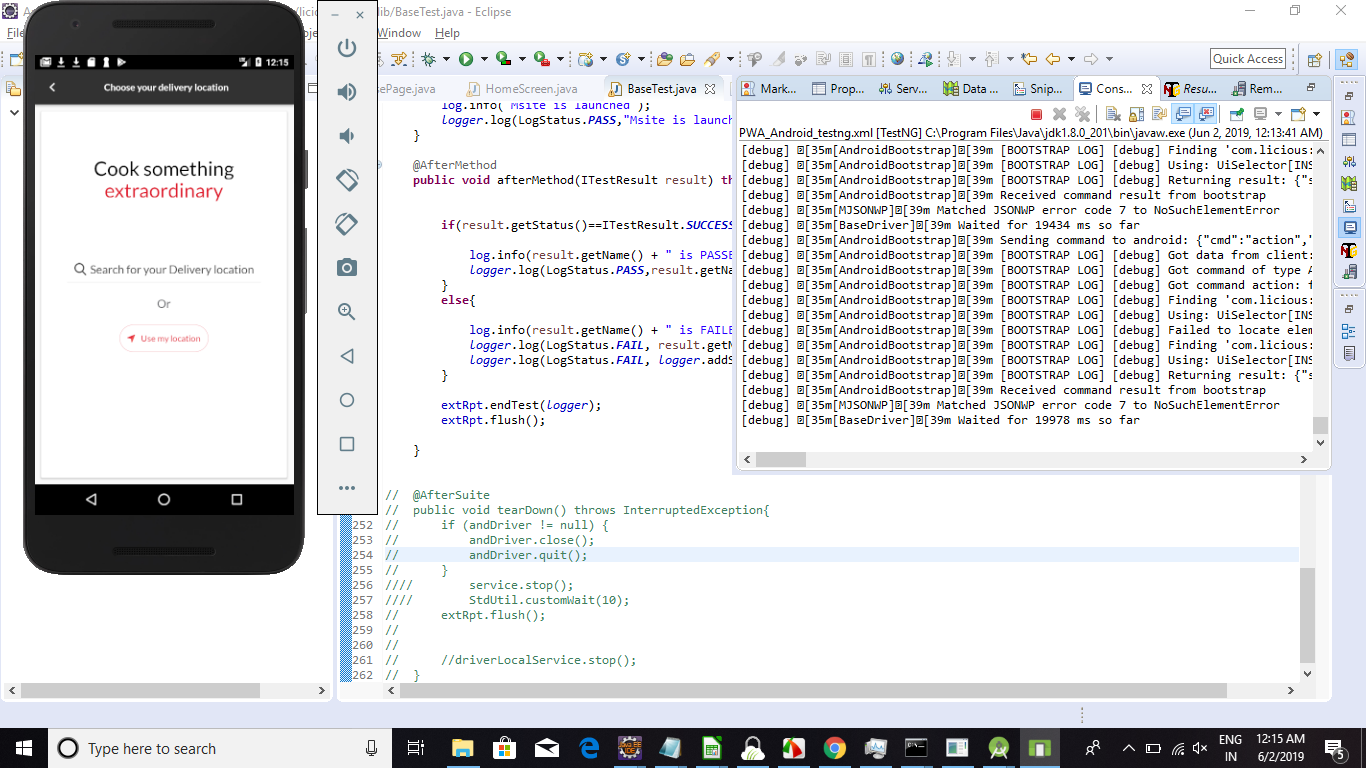 /licio
lib/BaseTest.java - Eclipse
Window Help
Quick Access
12:15
Choose your delivery location
Cook something
extraordinary
Search for your Delivery location
Or
Use my location
sePage.java
HomeScreen.java
BaseTest.java
log.info("Msite is launched");
logger.log(LogStatus.PASS,"Msite is launch
}
@AfterMethod
public void afterMethod(ITestResult result) th
if(result.getStatus()==ITestResult.SUCCESS
log.info(result.getName() + " is PASSE
logger.log(LogStatus.PASS,result.getNa
}
else{
log.info(result.getName() + " is FAILE
logger.log(LogStatus.FAIL, result.getN
logger.log(LogStatus.FAIL, logger.addS
}
extRpt.endTest(logger);
extRpt.flush();
}
// @AfterSuite
// public void tearDown() throws InterruptedException{
252 // if (andDriver != null) {
253 // andDriver.close();
254 // andDriver.quit();
255 // }
256 //// service.stop();
257 //// StdUtil.customWait(10);
258 // extRpt.flush();
259 //
260 //
261 // //driverLocalService.stop();
262 // }
Mark... Prop... Serv... Data ... Snip... Cons... Resu... Rem...
PWA_Android_testng.xml [TestNG] C:\Program Files\Java\jdk1.8.0_201\bin\javaw.exe (Jun 2, 2019, 12:13:41 AM)
[debug] [35m[AndroidBootstrap][39m [BOOTSTRAP LOG] [debug] Finding 'com.licious:
[debug] [35m[AndroidBootstrap][39m [BOOTSTRAP LOG] [debug] Using: UiSelector[INS
[debug] [35m[AndroidBootstrap][39m [BOOTSTRAP LOG] [debug] Returning result: {"s
[debug] [35m[AndroidBootstrap][39m Received command result from bootstrap
[debug] [35m[MJSONWP][39m Matched JSONWP error code 7 to NoSuchElementError
[debug] [35m[BaseDriver][39m Waited for 19434 ms so far
[debug] [35m[AndroidBootstrap][39m Sending command to android: {"cmd":"action","
[debug] [35m[AndroidBootstrap][39m [BOOTSTRAP LOG] [debug] Got data from client:
[debug] [35m[AndroidBootstrap][39m [BOOTSTRAP LOG] [debug] Got command of type A
[debug] [35m[AndroidBootstrap][39m [BOOTSTRAP LOG] [debug] Got command action: f
[debug] [35m[AndroidBootstrap][39m [BOOTSTRAP LOG] [debug] Finding 'com.licious:
[debug] [35m[AndroidBootstrap][39m [BOOTSTRAP LOG] [debug] Using: UiSelector[INS
[debug] [35m[AndroidBootstrap][39m [BOOTSTRAP LOG] [debug] Failed to locate elem
[debug] [35m[AndroidBootstrap][39m [BOOTSTRAP LOG] [debug] Finding 'com.licious:
[debug] [35m[AndroidBootstrap][39m [BOOTSTRAP LOG] [debug] Using: UiSelector[INS
[debug] [35m[AndroidBootstrap][39m [BOOTSTRAP LOG] [debug] Returning result: {"s
[debug] [35m[AndroidBootstrap][39m Received command result from bootstrap
[debug] [35m[MJSONWP][39m Matched JSONWP error code 7 to NoSuchElementError
[debug] [35m[BaseDriver][39m Waited for 19978 ms so far
Type here to search
ENG
IN
12:15 AM
6/2/2019
5